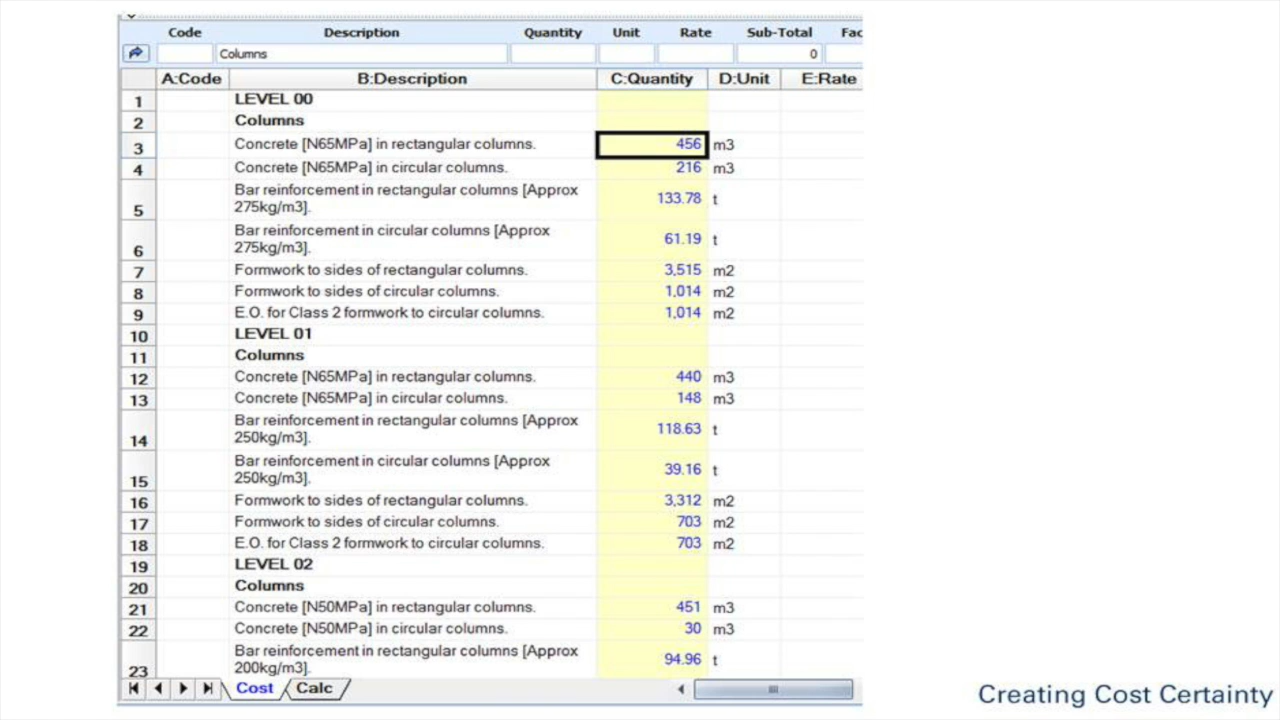 Code Description Quantity Unit Rate Sub-Total Fac
Columns 0
A:Code B:Description C:Quantity D:Unit E:Rate
1 LEVEL 00
2 Columns
3 Concrete [N65MPa] in rectangular columns. 456 m3
4 Concrete [N65MPa] in circular columns. 216 m3
Bar reinforcement in rectangular columns [Approx
5 275kg/m3]. 133.78 t
Bar reinforcement in circular columns [Approx
6 275kg/m3]. 61.19 t
7 Formwork to sides of rectangular columns. 3,515 m2
8 Formwork to sides of circular columns. 1,014 m2
9 E.O. for Class 2 formwork to circular columns. 1,014 m2
10 LEVEL 01
11 Columns
12 Concrete [N65MPa] in rectangular columns. 440 m3
13 Concrete [N65MPa] in circular columns. 148 m3
Bar reinforcement in rectangular columns [Approx
14 250kg/m3]. 118.63 t
Bar reinforcement in circular columns [Approx
15 250kg/m3]. 39.16 t
16 Formwork to sides of rectangular columns. 3,312 m2
17 Formwork to sides of circular columns. 703 m2
18 E.O. for Class 2 formwork to circular columns. 703 m2
19 LEVEL 02
20 Columns
21 Concrete [N50MPa] in rectangular columns. 451 m3
22 Concrete [N50MPa] in circular columns. 30 m3
Bar reinforcement in rectangular columns [Approx
23 200kg/m3]. 94.96 t
Cost Calc
Creating Cost Certainty